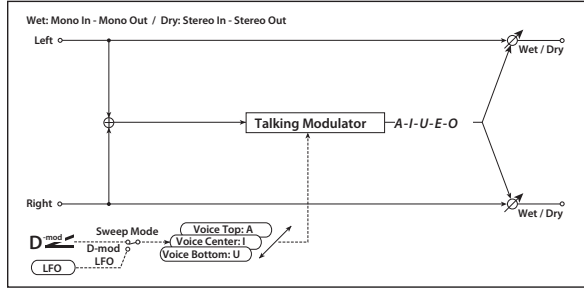 Wet: Mono In - Mono Out / Dry: Stereo In - Stereo Out
Left
Wet / Dry
Talking Modulator
A-I-U-E-O
Right
Wet / Dry
D-mod
Sweep Mode
D-mod
LFO
LFO
Voice Top: A
Voice Center: I
Voice Bottom: U